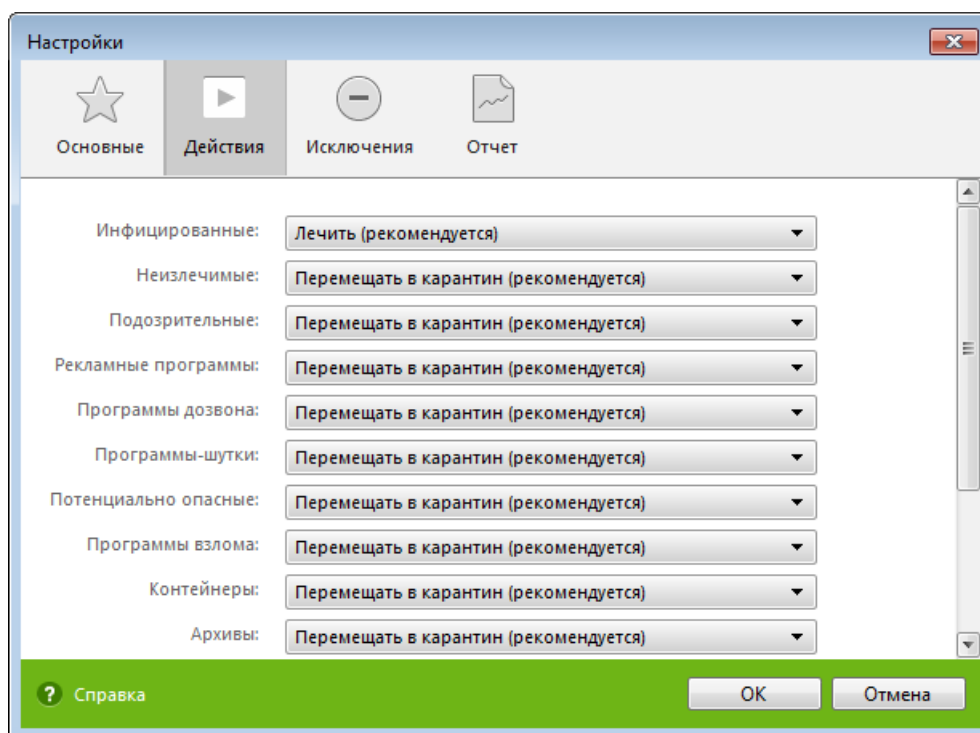 Настройки
Основные Действия Исключения Отчет
Инфицированные: Лечить (рекомендуется)
Неизлечимые: Перемещать в карантин (рекомендуется)
Подозрительные: Перемещать в карантин (рекомендуется)
Рекламные программы: Перемещать в карантин (рекомендуется)
Программы дозвона: Перемещать в карантин (рекомендуется)
Программы-шутки: Перемещать в карантин (рекомендуется)
Потенциально опасные: Перемещать в карантин (рекомендуется)
Программы взлома: Перемещать в карантин (рекомендуется)
Контейнеры: Перемещать в карантин (рекомендуется)
Архивы: Перемещать в карантин (рекомендуется)
? Справка ОК Отмена